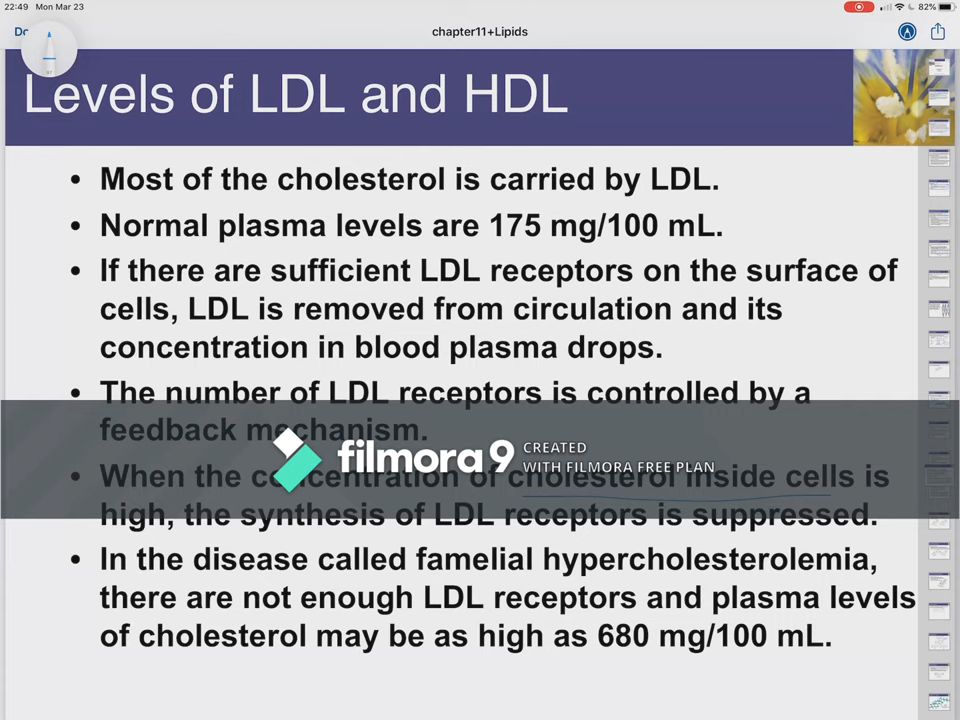 22:49 Mon Mar 23
82%
chapter11+Lipids
Levels of LDL and HDL
• Most of the cholesterol is carried by LDL.
• Normal plasma levels are 175 mg/100 mL.
• If there are sufficient LDL receptors on the surface of
cells, LDL is removed from circulation and its
concentration in blood plasma drops.
• The number of LDL receptors is controlled by a
feedback mechanism.
filmora9 CREATED
WITH FILMORA FREE PLAN
• When the concentration of cholesterol inside cells is
high, the synthesis of LDL receptors is suppressed.
• In the disease called famelial hypercholesterolemia,
there are not enough LDL receptors and plasma levels
of cholesterol may be as high as 680 mg/100 mL.